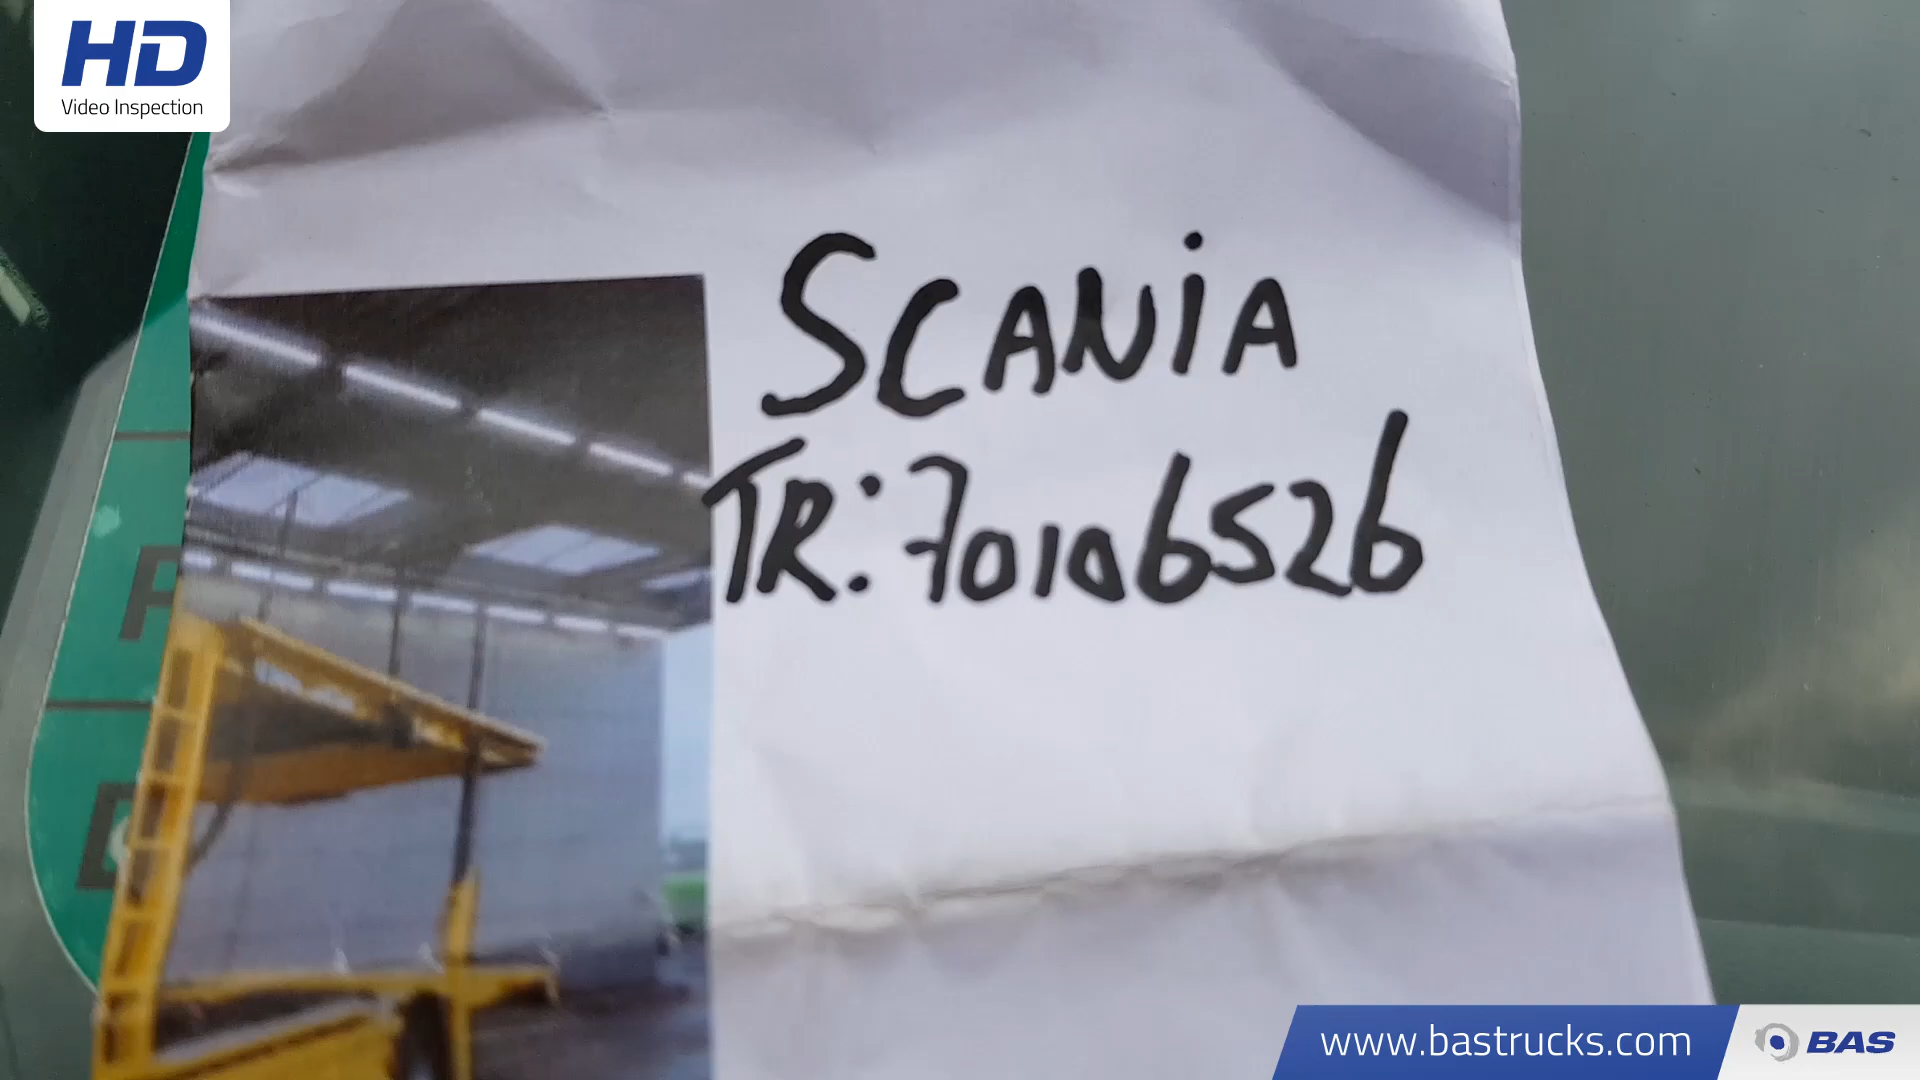 HD
Video Inspection
SCANiA
TR: 70106526
www.bastrucks.com
BAS